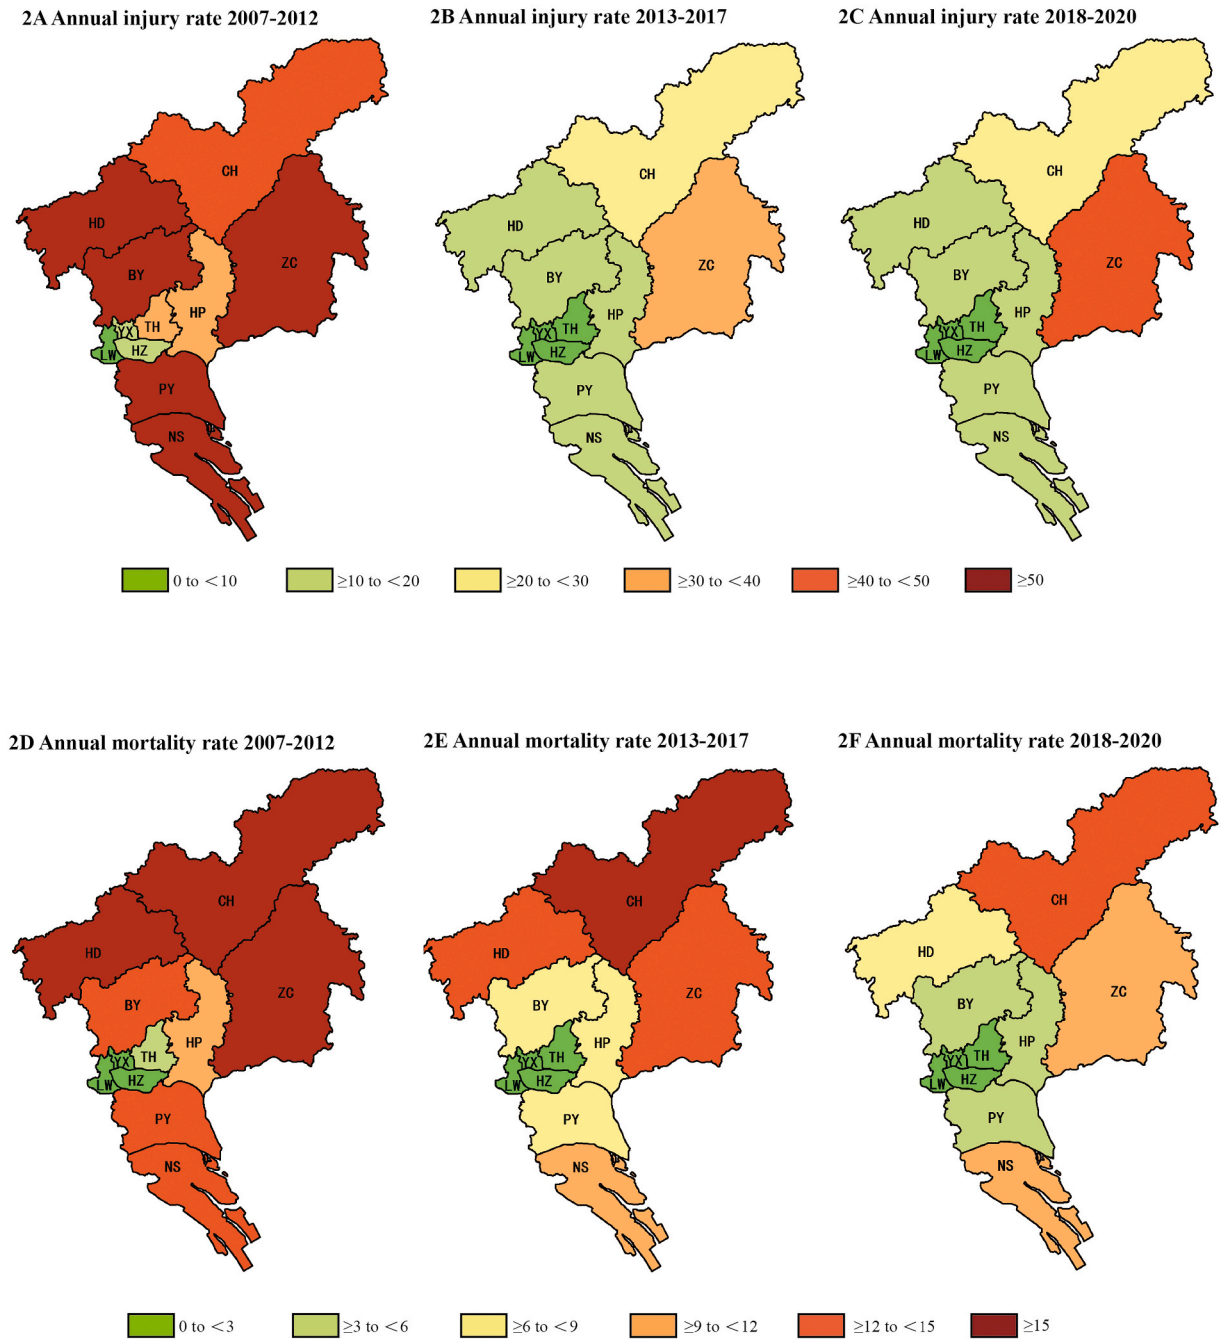 2A Annual injury rate 2007-2012
2B Annual injury rate 2013-2017
2C Annual injury rate 2018-2020
CH
HD
ZC
BY
HP
TH
YX
LW
HZ
PY
NS
CH
HD
ZC
BY
HP
TH
YX
LW
HZ
PY
NS
CH
HD
ZC
BY
HP
TH
YX
LW
HZ
PY
NS
0 to <10
≥10 to <20
≥20 to <30
≥30 to <40
≥40 to <50
≥50
2D Annual mortality rate 2007-2012
2E Annual mortality rate 2013-2017
2F Annual mortality rate 2018-2020
CH
HD
ZC
BY
HP
TH
YX
LW
HZ
PY
NS
CH
HD
ZC
BY
HP
TH
YX
LW
HZ
PY
NS
CH
HD
ZC
BY
HP
TH
YX
LW
HZ
PY
NS
0 to <3
≥3 to <6
≥6 to <9
≥9 to <12
≥12 to <15
≥15